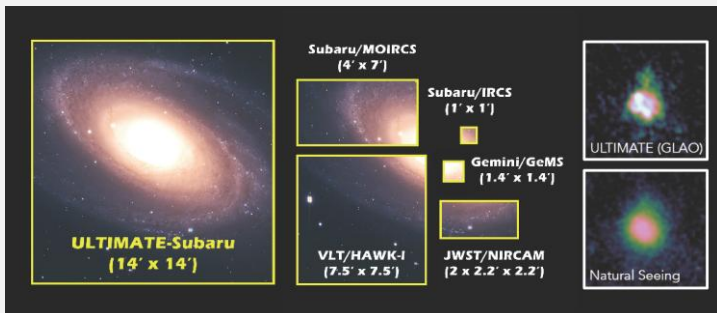 ULTIMATE-Subaru
(14′ x 14′)
Subaru/MOIRCS
(4′ x 7′)
Subaru/IRCS
(1′ x 1′)
Gemini/GeMS
(1.4′ x 1.4′)
VLT/HAWK-I
(7.5′ x 7.5′)
JWST/NIRCAM
(2 x 2.2′ x 2.2′)
ULTIMATE (GLAO)
Natural Seeing